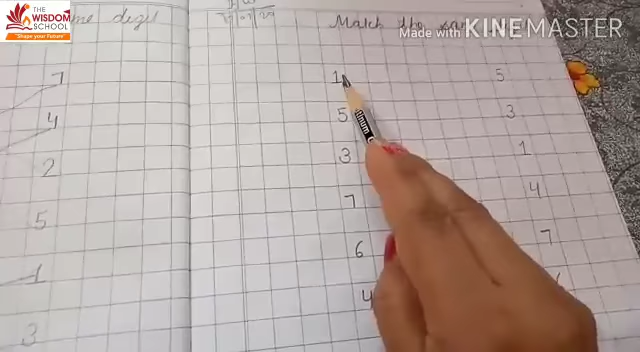 THE WISDOM SCHOOL
"Shape your Future"
Made with KINEMASTER
me digit
Match the
7
4
2
5
1
3
1 5
5 3
3 1
7 4
6 7
4